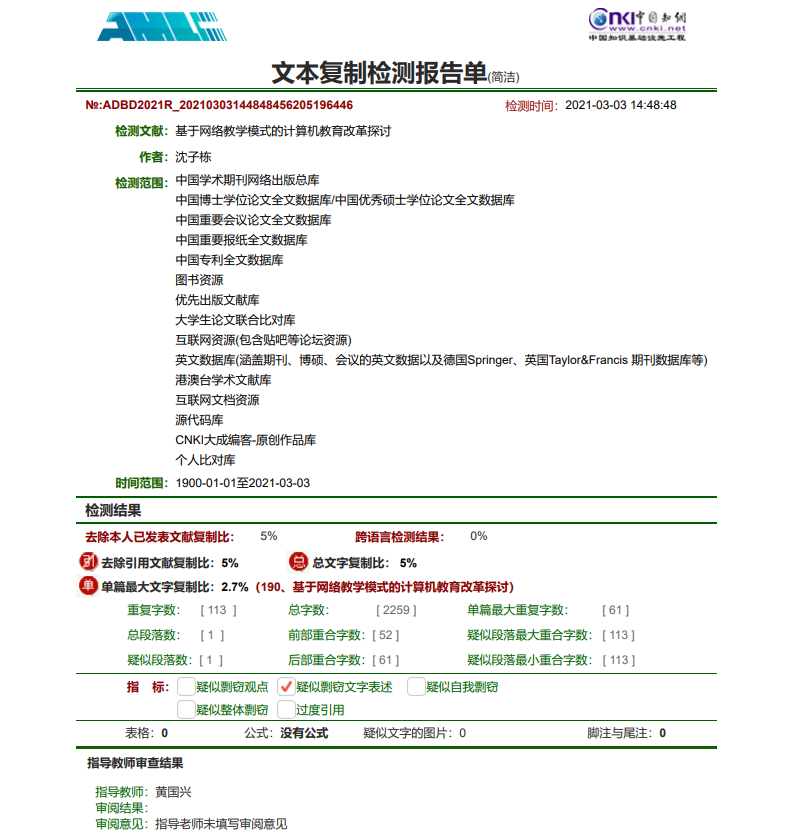 AMLC
Cnki中国知网
www.cnki.net
中国知识基础设施工程
文本复制检测报告单(简洁)
№:ADBD2021R_20210303144848456205196446
检测时间: 2021-03-03 14:48:48
检测文献: 基于网络教学模式的计算机教育改革探讨
作者: 沈子栋
检测范围: 中国学术期刊网络出版总库
中国博士学位论文全文数据库/中国优秀硕士学位论文全文数据库
中国重要会议论文全文数据库
中国重要报纸全文数据库
中国专利全文数据库
图书资源
优先出版文献库
大学生论文联合比对库
互联网资源(包含贴吧等论坛资源)
英文数据库(涵盖期刊、博硕、会议的英文数据以及德国Springer、英国Taylor&Francis 期刊数据库等)
港澳台学术文献库
互联网文档资源
源代码库
CNKI大成编客-原创作品库
个人比对库
时间范围: 1900-01-01至2021-03-03
检测结果
去除本人已发表文献复制比: 5% 跨语言检测结果: 0%
引 去除引用文献复制比: 5% 总 总文字复制比: 5%
单 单篇最大文字复制比: 2.7% (190、基于网络教学模式的计算机教育改革探讨)
重复字数: [ 113 ] 总字数: [ 2259 ] 单篇最大重复字数: [ 61 ]
总段落数: [ 1 ] 前部重合字数: [ 52 ] 疑似段落最大重合字数: [ 113 ]
疑似段落数: [ 1 ] 后部重合字数: [ 61 ] 疑似段落最小重合字数: [ 113 ]
指 标: 疑似剽窃观点 ✓疑似剽窃文字表述 疑似自我剽窃
疑似整体剽窃 过度引用
表格: 0 公式: 没有公式 疑似文字的图片: 0 脚注与尾注: 0
指导教师审查结果
指导教师: 黄国兴
审阅结果:
审阅意见: 指导老师未填写审阅意见